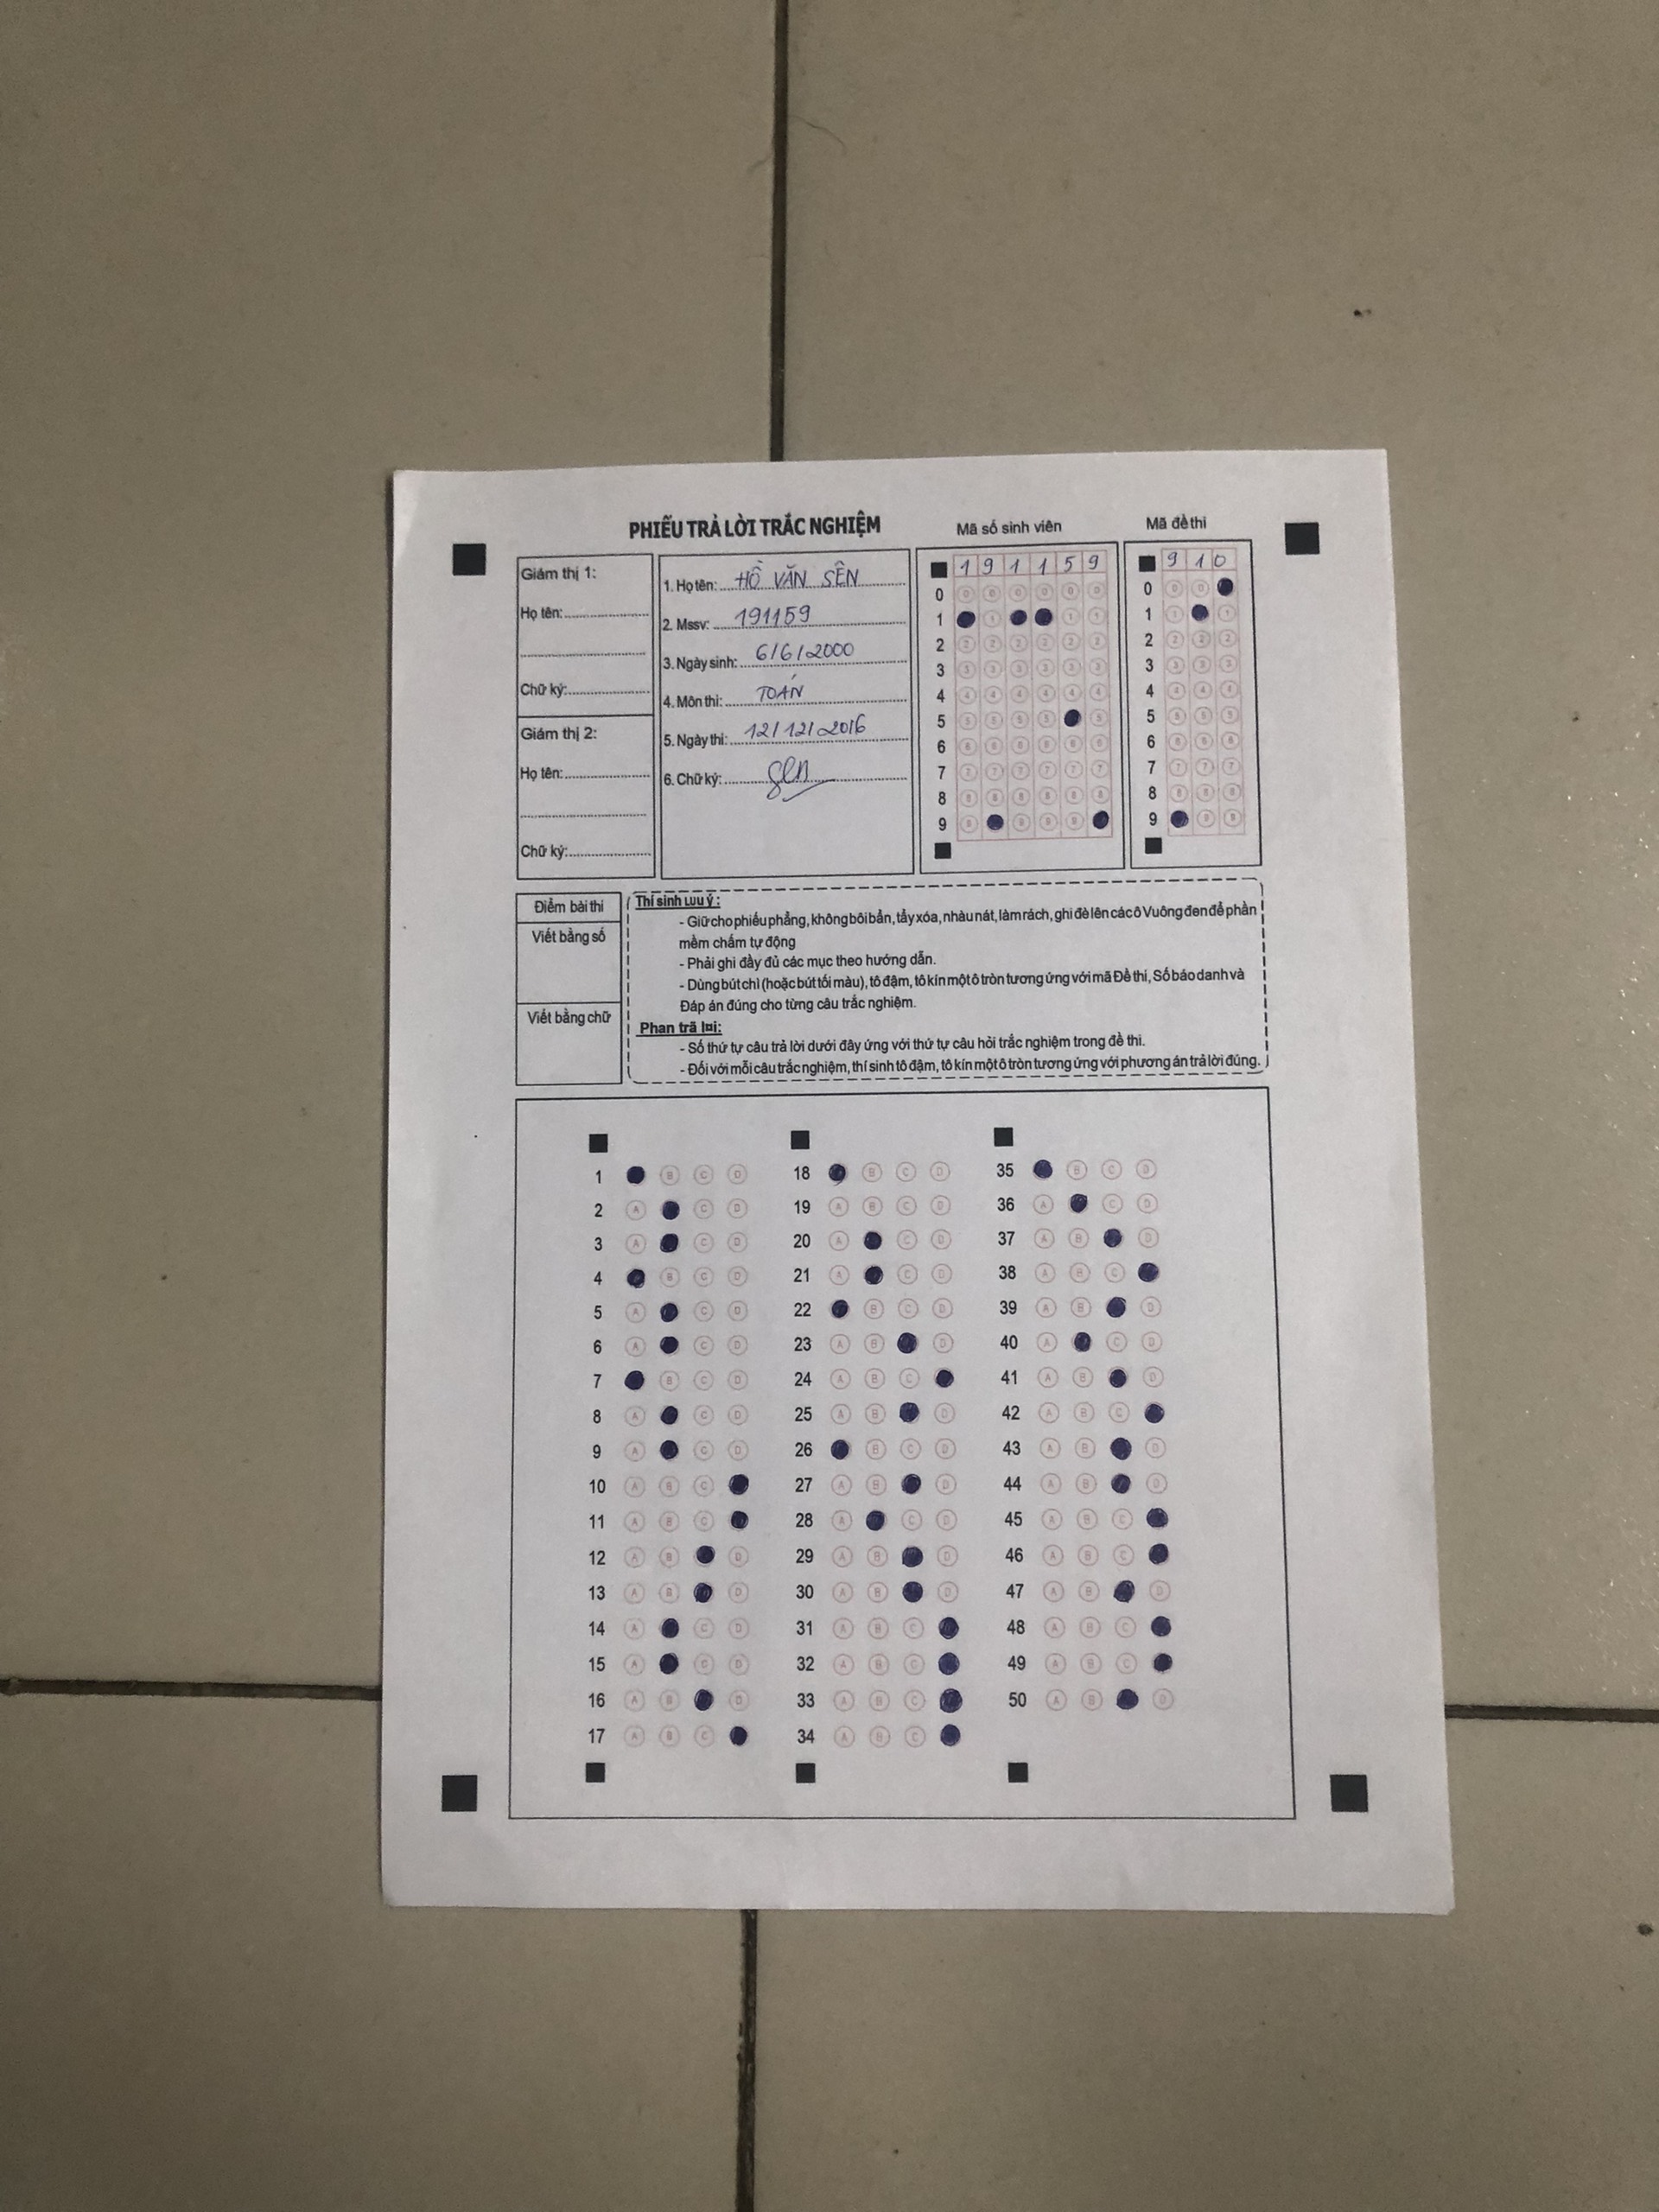 PHIẾU TRẢ LỜI TRẮC NGHIỆM
Mã số sinh viên
Mã đề thi
Giám thị 1:
Họ tên:
Chữ ký:
Giám thị 2:
Họ tên:
Chữ ký:
1. Họ tên: HỒ VĂN SÊN
2. Mssv: 191159
3. Ngày sinh: 6/6/2000
4. Môn thi: TOÁN
5. Ngày thi: 12/12/2016
6. Chữ ký: SEN
1 9 1 1 5 9
0
1
2
3
4
5
6
7
8
9
9 1 0
0
1
2
3
4
5
6
7
8
9
Điểm bài thi
Viết bằng số
Viết bằng chữ
Thí sinh Lưu ý :
- Giữ cho phiếu phẳng, không bôi bẩn, tẩy xóa, nhàu nát, làm rách, ghi đè lên các ô Vuông đen để phần
mềm chấm tự động
- Phải ghi đầy đủ các mục theo hướng dẫn.
- Dùng bút chì (hoặc bút tối màu), tô đậm, tô kín một ô tròn tương ứng với mã Đề thi, Số báo danh và
Đáp án đúng cho từng câu trắc nghiệm.
Phan trã lại:
- Số thứ tự câu trả lời dưới đây ứng với thứ tự câu hỏi trắc nghiệm trong đề thi.
- Đối với mỗi câu trắc nghiệm, thí sinh tô đậm, tô kín một ô tròn tương ứng với phương án trả lời đúng.
1 B C D
2 A C D
3 A C D
4 B C D
5 A C D
6 A C D
7 B C D
8 A C D
9 A C D
10 A B C
11 A B C
12 A B D
13 A B D
14 A C D
15 A C D
16 A B D
17 A B C
18 B C D
19 A B C D
20 A C D
21 A C D
22 B C D
23 A B D
24 A B C
25 A B D
26 B C D
27 A B D
28 A C D
29 A B D
30 A B D
31 A B C
32 A B C
33 A B C
34 A B C
35 B C D
36 A C D
37 A B D
38 A B C
39 A B D
40 A C D
41 A B D
42 A B C
43 A B D
44 A B D
45 A B C
46 A B C
47 A B D
48 A B C
49 A B C
50 A B D